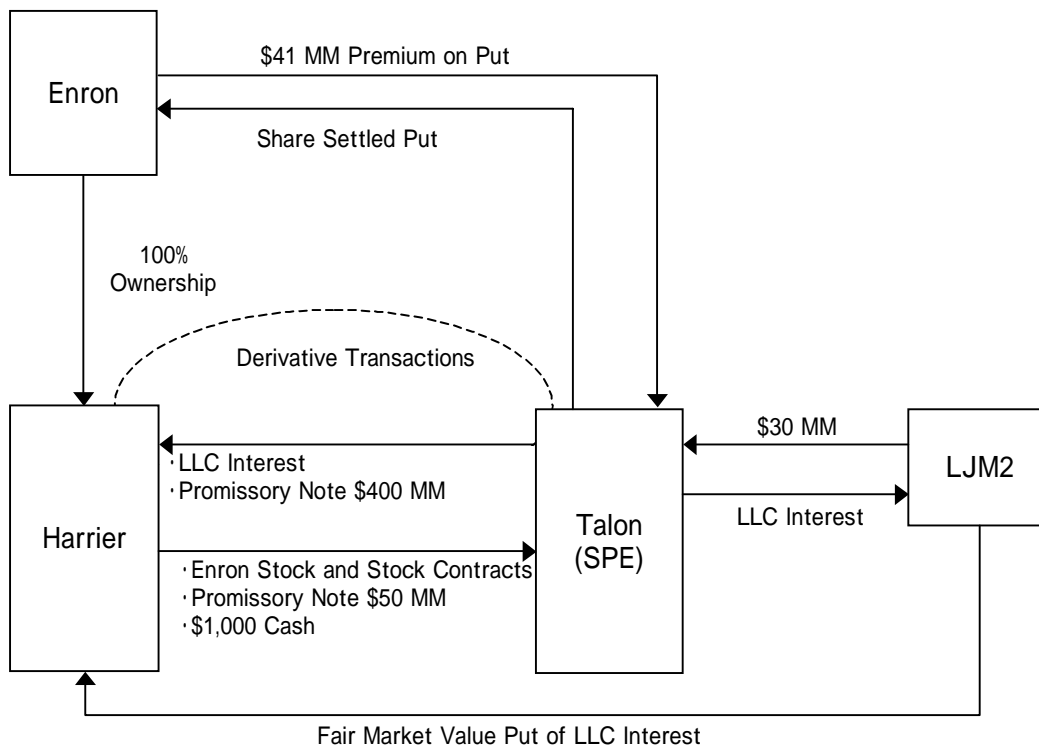 $41 MM Premium on Put
Enron
Share Settled Put
100%
Ownership
Derivative Transactions
$30 MM
·LLC Interest
·Promissory Note $400 MM
LJM2
Harrier
Talon
(SPE)
LLC Interest
·Enron Stock and Stock Contracts
·Promissory Note $50 MM
·$1,000 Cash
Fair Market Value Put of LLC Interest